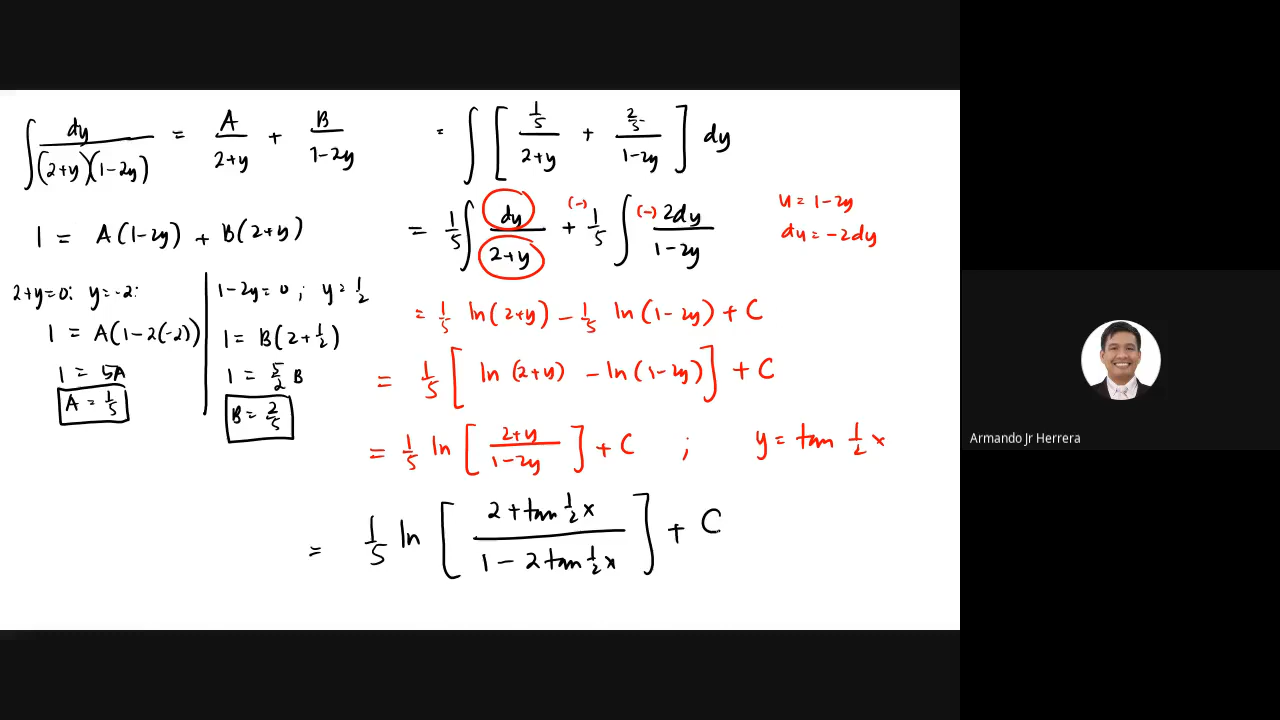 ∫ dy/((2+y)(1-2y)) = A/(2+y) + B/(1-2y)
1 = A(1-2y) + B(2+y)
2+y=0: y=-2:
1 = A(1-2(-2))
1 = 5A
A = 1/5
1-2y=0 ; y=1/2
1 = B(2+1/2)
1 = 5/2 B
B = 2/5
= ∫ [ (1/5)/(2+y) + (2/5)/(1-2y) ] dy
= 1/5 ∫ dy/(2+y) + (-) 1/5 ∫ (-) 2dy/(1-2y)
u = 1-2y
du = -2dy
= 1/5 ln(2+y) - 1/5 ln(1-2y) + C
= 1/5 [ ln(2+y) - ln(1-2y) ] + C
= 1/5 ln [ (2+y)/(1-2y) ] + C ; y = tan 1/2 x
= 1/5 ln [ (2+tan 1/2 x)/(1-2tan 1/2 x) ] + C
Armando Jr Herrera